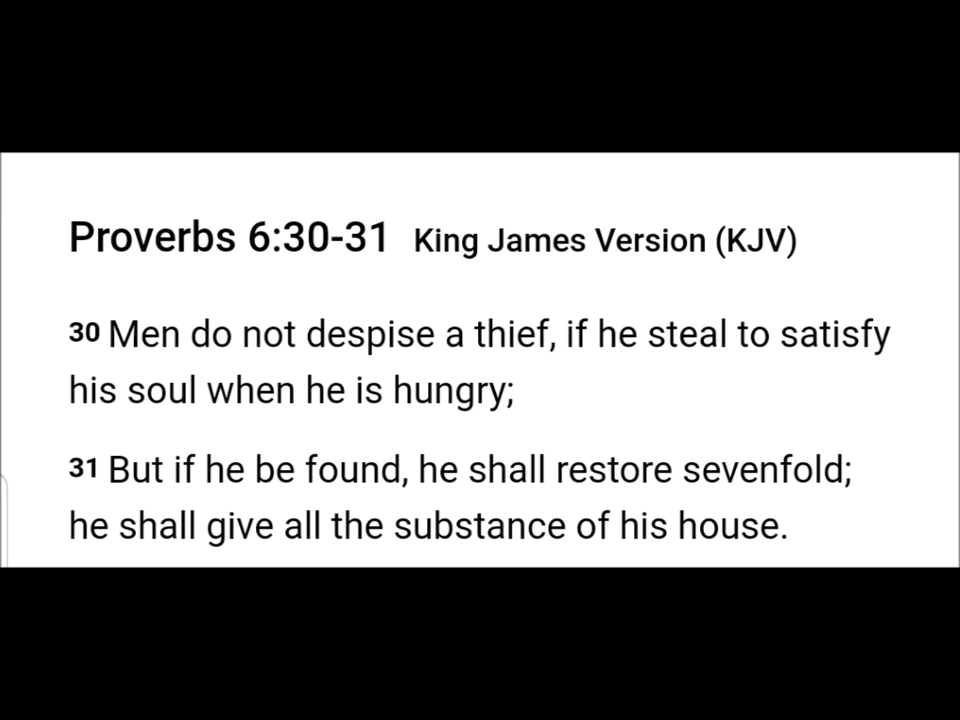 Proverbs 6:30-31 King James Version (KJV)
30 Men do not despise a thief, if he steal to satisfy
his soul when he is hungry;
31 But if he be found, he shall restore sevenfold;
he shall give all the substance of his house.